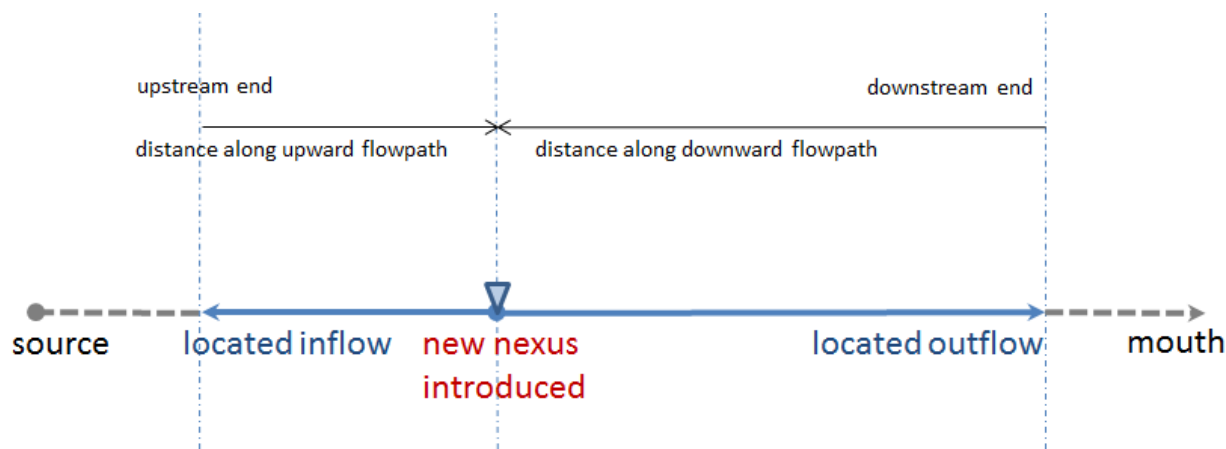 upstream end
downstream end
distance along upward flowpath
distance along downward flowpath
source
located inflow
new nexus
introduced
located outflow
mouth